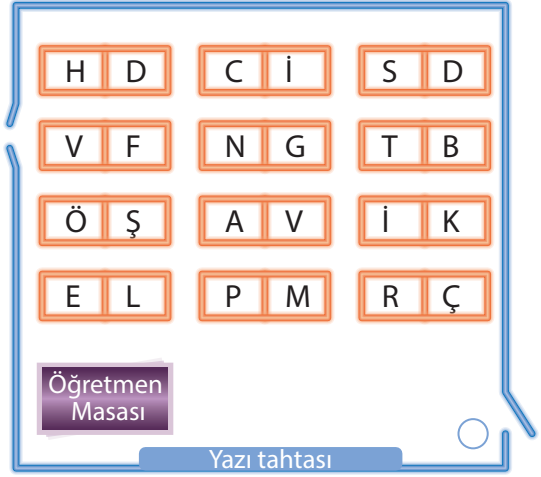 H D C İ S D
V F N G T B
Ö Ş A V İ K
E L P M R Ç
Öğretmen
Masası
Yazı tahtası